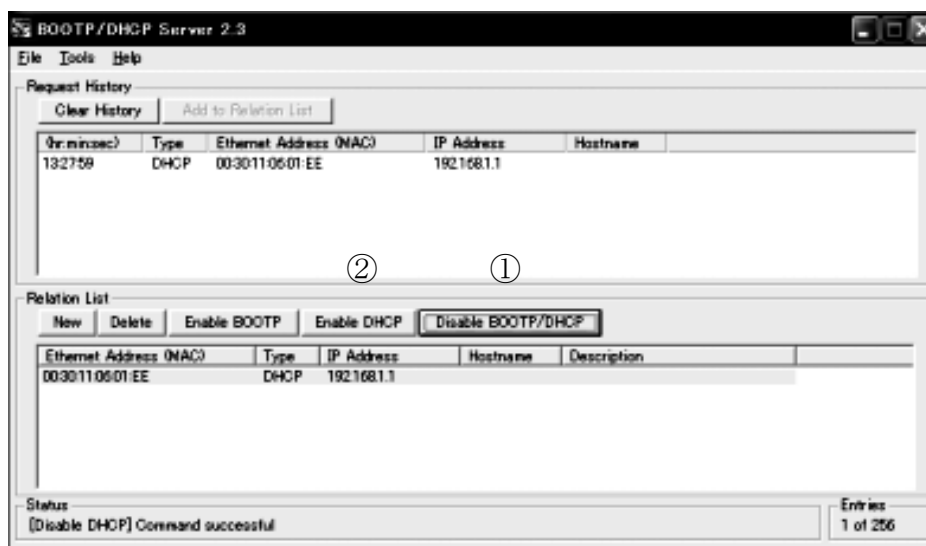 BOOTP/DHCP Server 2.3
File Tools Help
Request History
Clear History Add to Relation List
(hr:min:sec) Type Ethernet Address (MAC) IP Address Hostname
13:27:59 DHCP 00:30:11:06:01:EE 192.168.1.1
② ①
Relation List
New Delete Enable BOOTP Enable DHCP Disable BOOTP/DHCP
Ethernet Address (MAC) Type IP Address Hostname Description
00:30:11:06:01:EE DHCP 192.168.1.1
Status
[Disable DHCP] Command successful
Entries
1 of 256